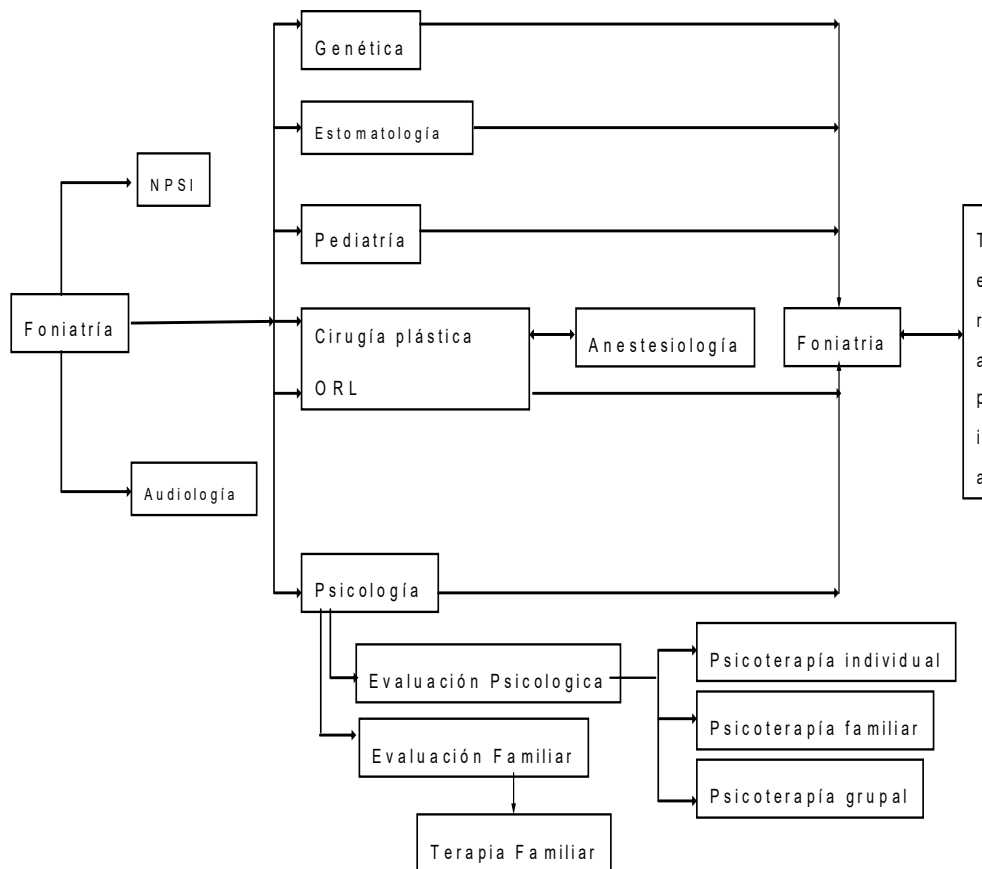 Genética
Estomatología
NPSI
Pediatría
Foniatría
Cirugía plástica
ORL
Anestesiología
Foniatria
T
e
r
a
p
i
a
Audiología
Psicología
Evaluación Psicologica
Psicoterapía individual
Evaluación Familiar
Psicoterapía familiar
Psicoterapía grupal
Terapia Familiar